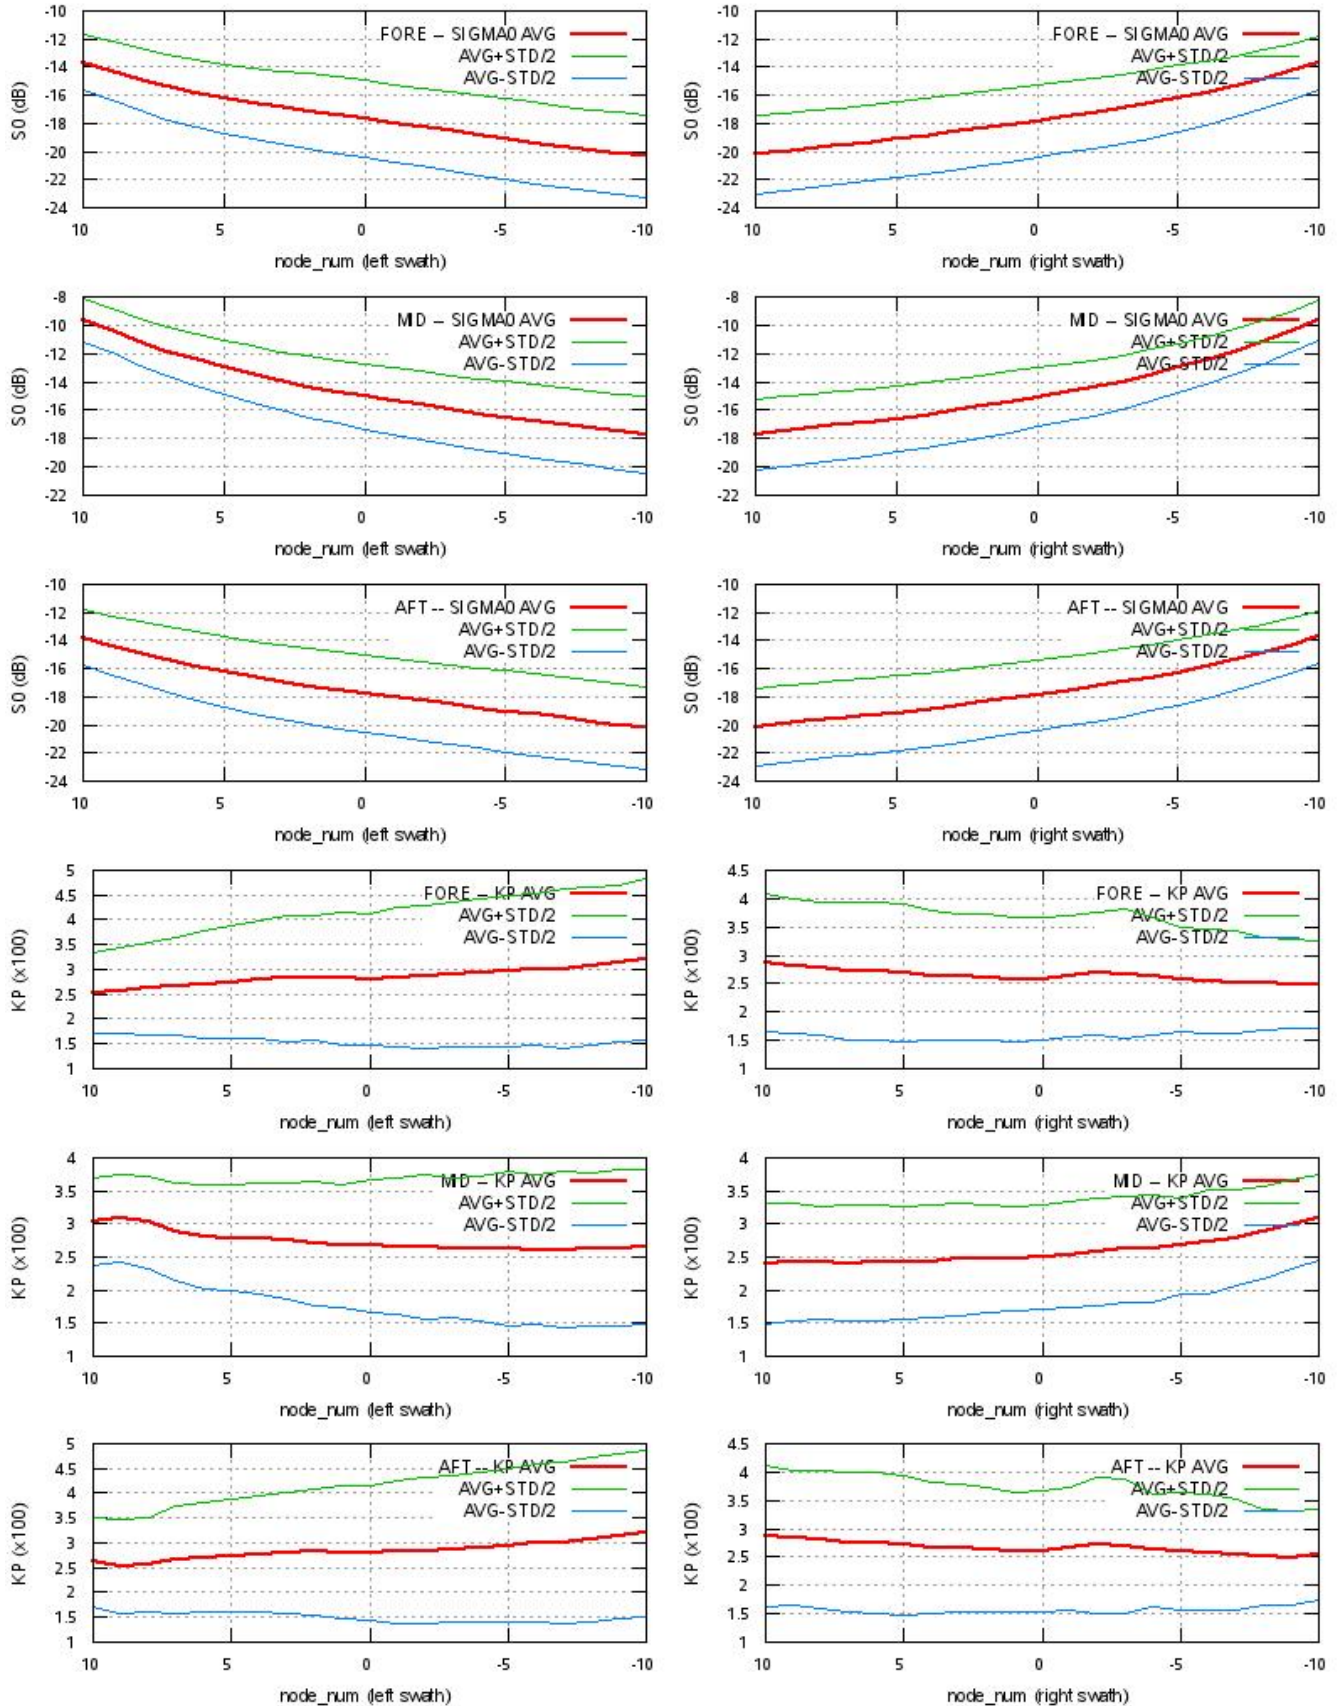 -10
-12
-14
-16
-18
-20
-22
-24
S0 (dB)
FORE -- SIGMA0 AVG
AVG+STD/2
AVG-STD/2
10 5 0 -5 -10
node_num (left swath)
-10
-12
-14
-16
-18
-20
-22
-24
S0 (dB)
FORE -- SIGMA0 AVG
AVG+STD/2
AVG-STD/2
10 5 0 -5 -10
node_num (right swath)
-8
-10
-12
-14
-16
-18
-20
-22
S0 (dB)
MID -- SIGMA0 AVG
AVG+STD/2
AVG-STD/2
10 5 0 -5 -10
node_num (left swath)
-8
-10
-12
-14
-16
-18
-20
-22
S0 (dB)
MID -- SIGMA0 AVG
AVG+STD/2
AVG-STD/2
10 5 0 -5 -10
node_num (right swath)
-10
-12
-14
-16
-18
-20
-22
-24
S0 (dB)
AFT -- SIGMA0 AVG
AVG+STD/2
AVG-STD/2
10 5 0 -5 -10
node_num (left swath)
-10
-12
-14
-16
-18
-20
-22
-24
S0 (dB)
AFT -- SIGMA0 AVG
AVG+STD/2
AVG-STD/2
10 5 0 -5 -10
node_num (right swath)
5
4.5
4
3.5
3
2.5
2
1.5
1
KP (x100)
FORE -- KP AVG
AVG+STD/2
AVG-STD/2
10 5 0 -5 -10
node_num (left swath)
4.5
4
3.5
3
2.5
2
1.5
1
KP (x100)
FORE -- KP AVG
AVG+STD/2
AVG-STD/2
10 5 0 -5 -10
node_num (right swath)
4
3.5
3
2.5
2
1.5
1
KP (x100)
MID -- KP AVG
AVG+STD/2
AVG-STD/2
10 5 0 -5 -10
node_num (left swath)
4
3.5
3
2.5
2
1.5
1
KP (x100)
MID -- KP AVG
AVG+STD/2
AVG-STD/2
10 5 0 -5 -10
node_num (right swath)
5
4.5
4
3.5
3
2.5
2
1.5
1
KP (x100)
AFT -- KP AVG
AVG+STD/2
AVG-STD/2
10 5 0 -5 -10
node_num (left swath)
4.5
4
3.5
3
2.5
2
1.5
1
KP (x100)
AFT -- KP AVG
AVG+STD/2
AVG-STD/2
10 5 0 -5 -10
node_num (right swath)